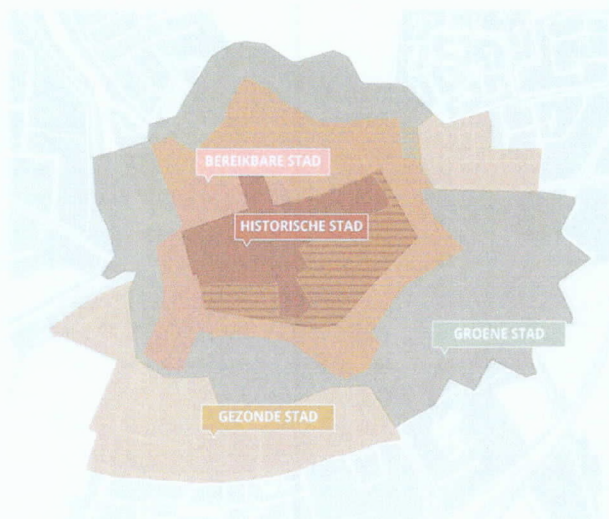 BEREIKBARE STAD
HISTORISCHE STAD
GROENE STAD
GEZONDE STAD